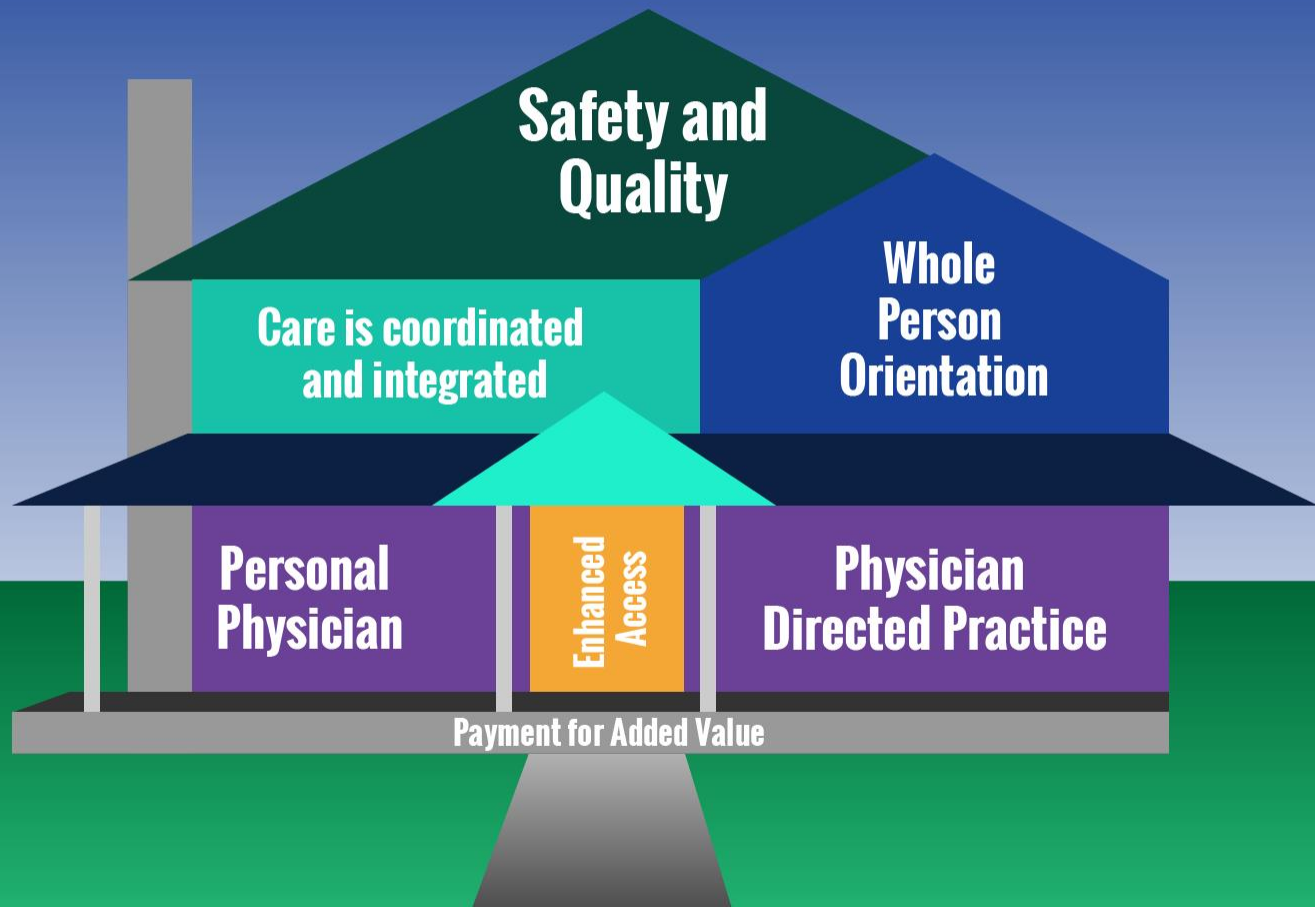 Safety and
Quality
Whole
Person
Orientation
Care is coordinated
and integrated
Personal
Physician
Enhanced
Access
Physician
Directed Practice
Payment for Added Value